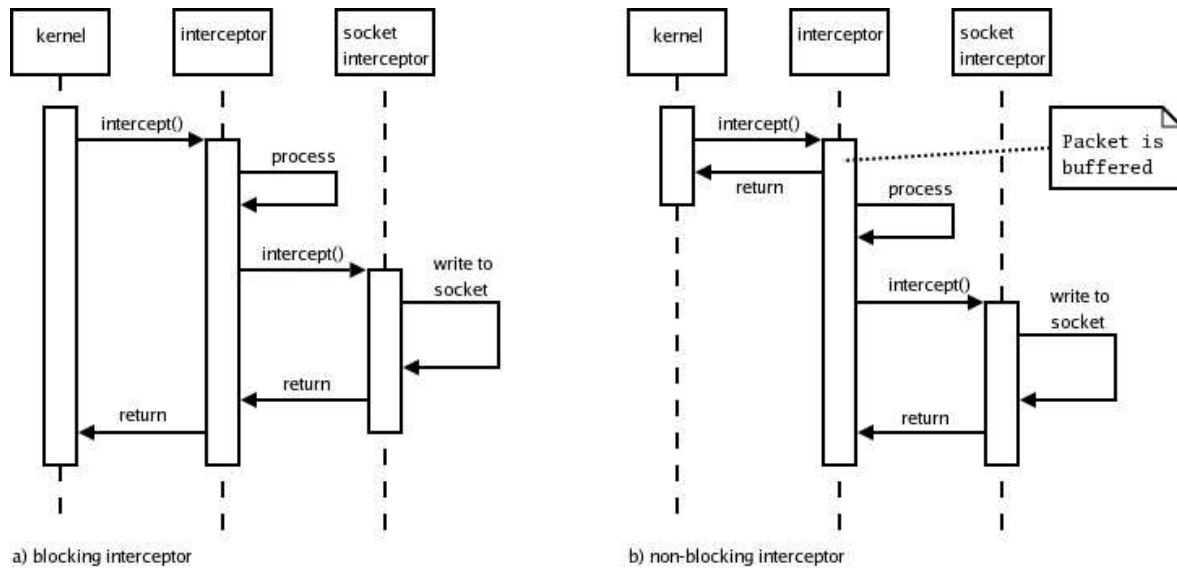 kernel
interceptor
socket
interceptor
intercept()
process
intercept()
write to
socket
return
return
a) blocking interceptor
kernel
interceptor
socket
interceptor
intercept()
Packet is
buffered
return
process
intercept()
write to
socket
return
b) non-blocking interceptor